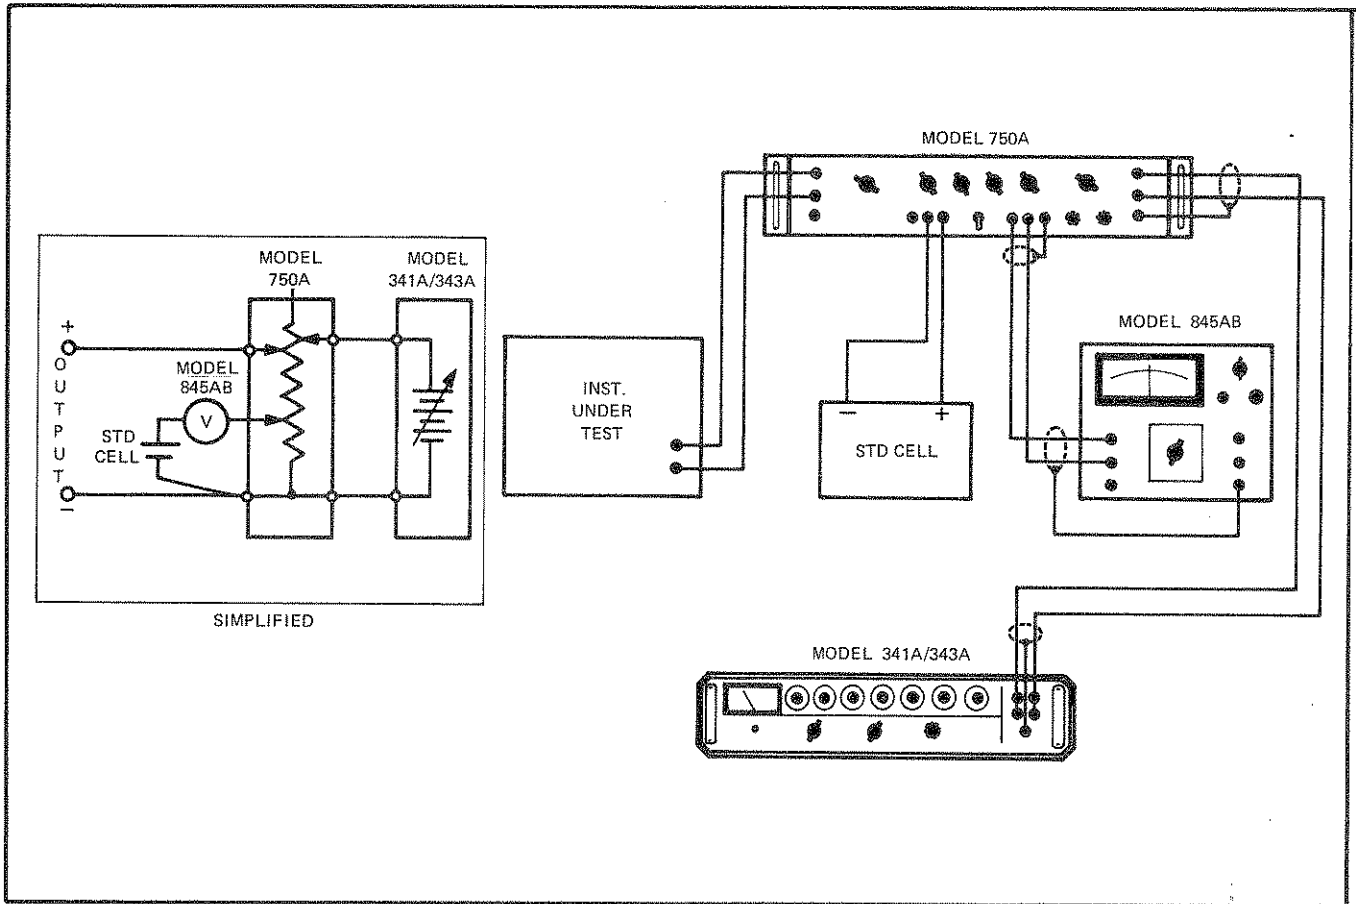 MODEL 750A
MODEL
750A
MODEL
341A/343A
+
OUTPUT
MODEL
845AB
V
STD
CELL
−
SIMPLIFIED
INST.
UNDER
TEST
− +
STD CELL
MODEL 845AB
MODEL 341A/343A